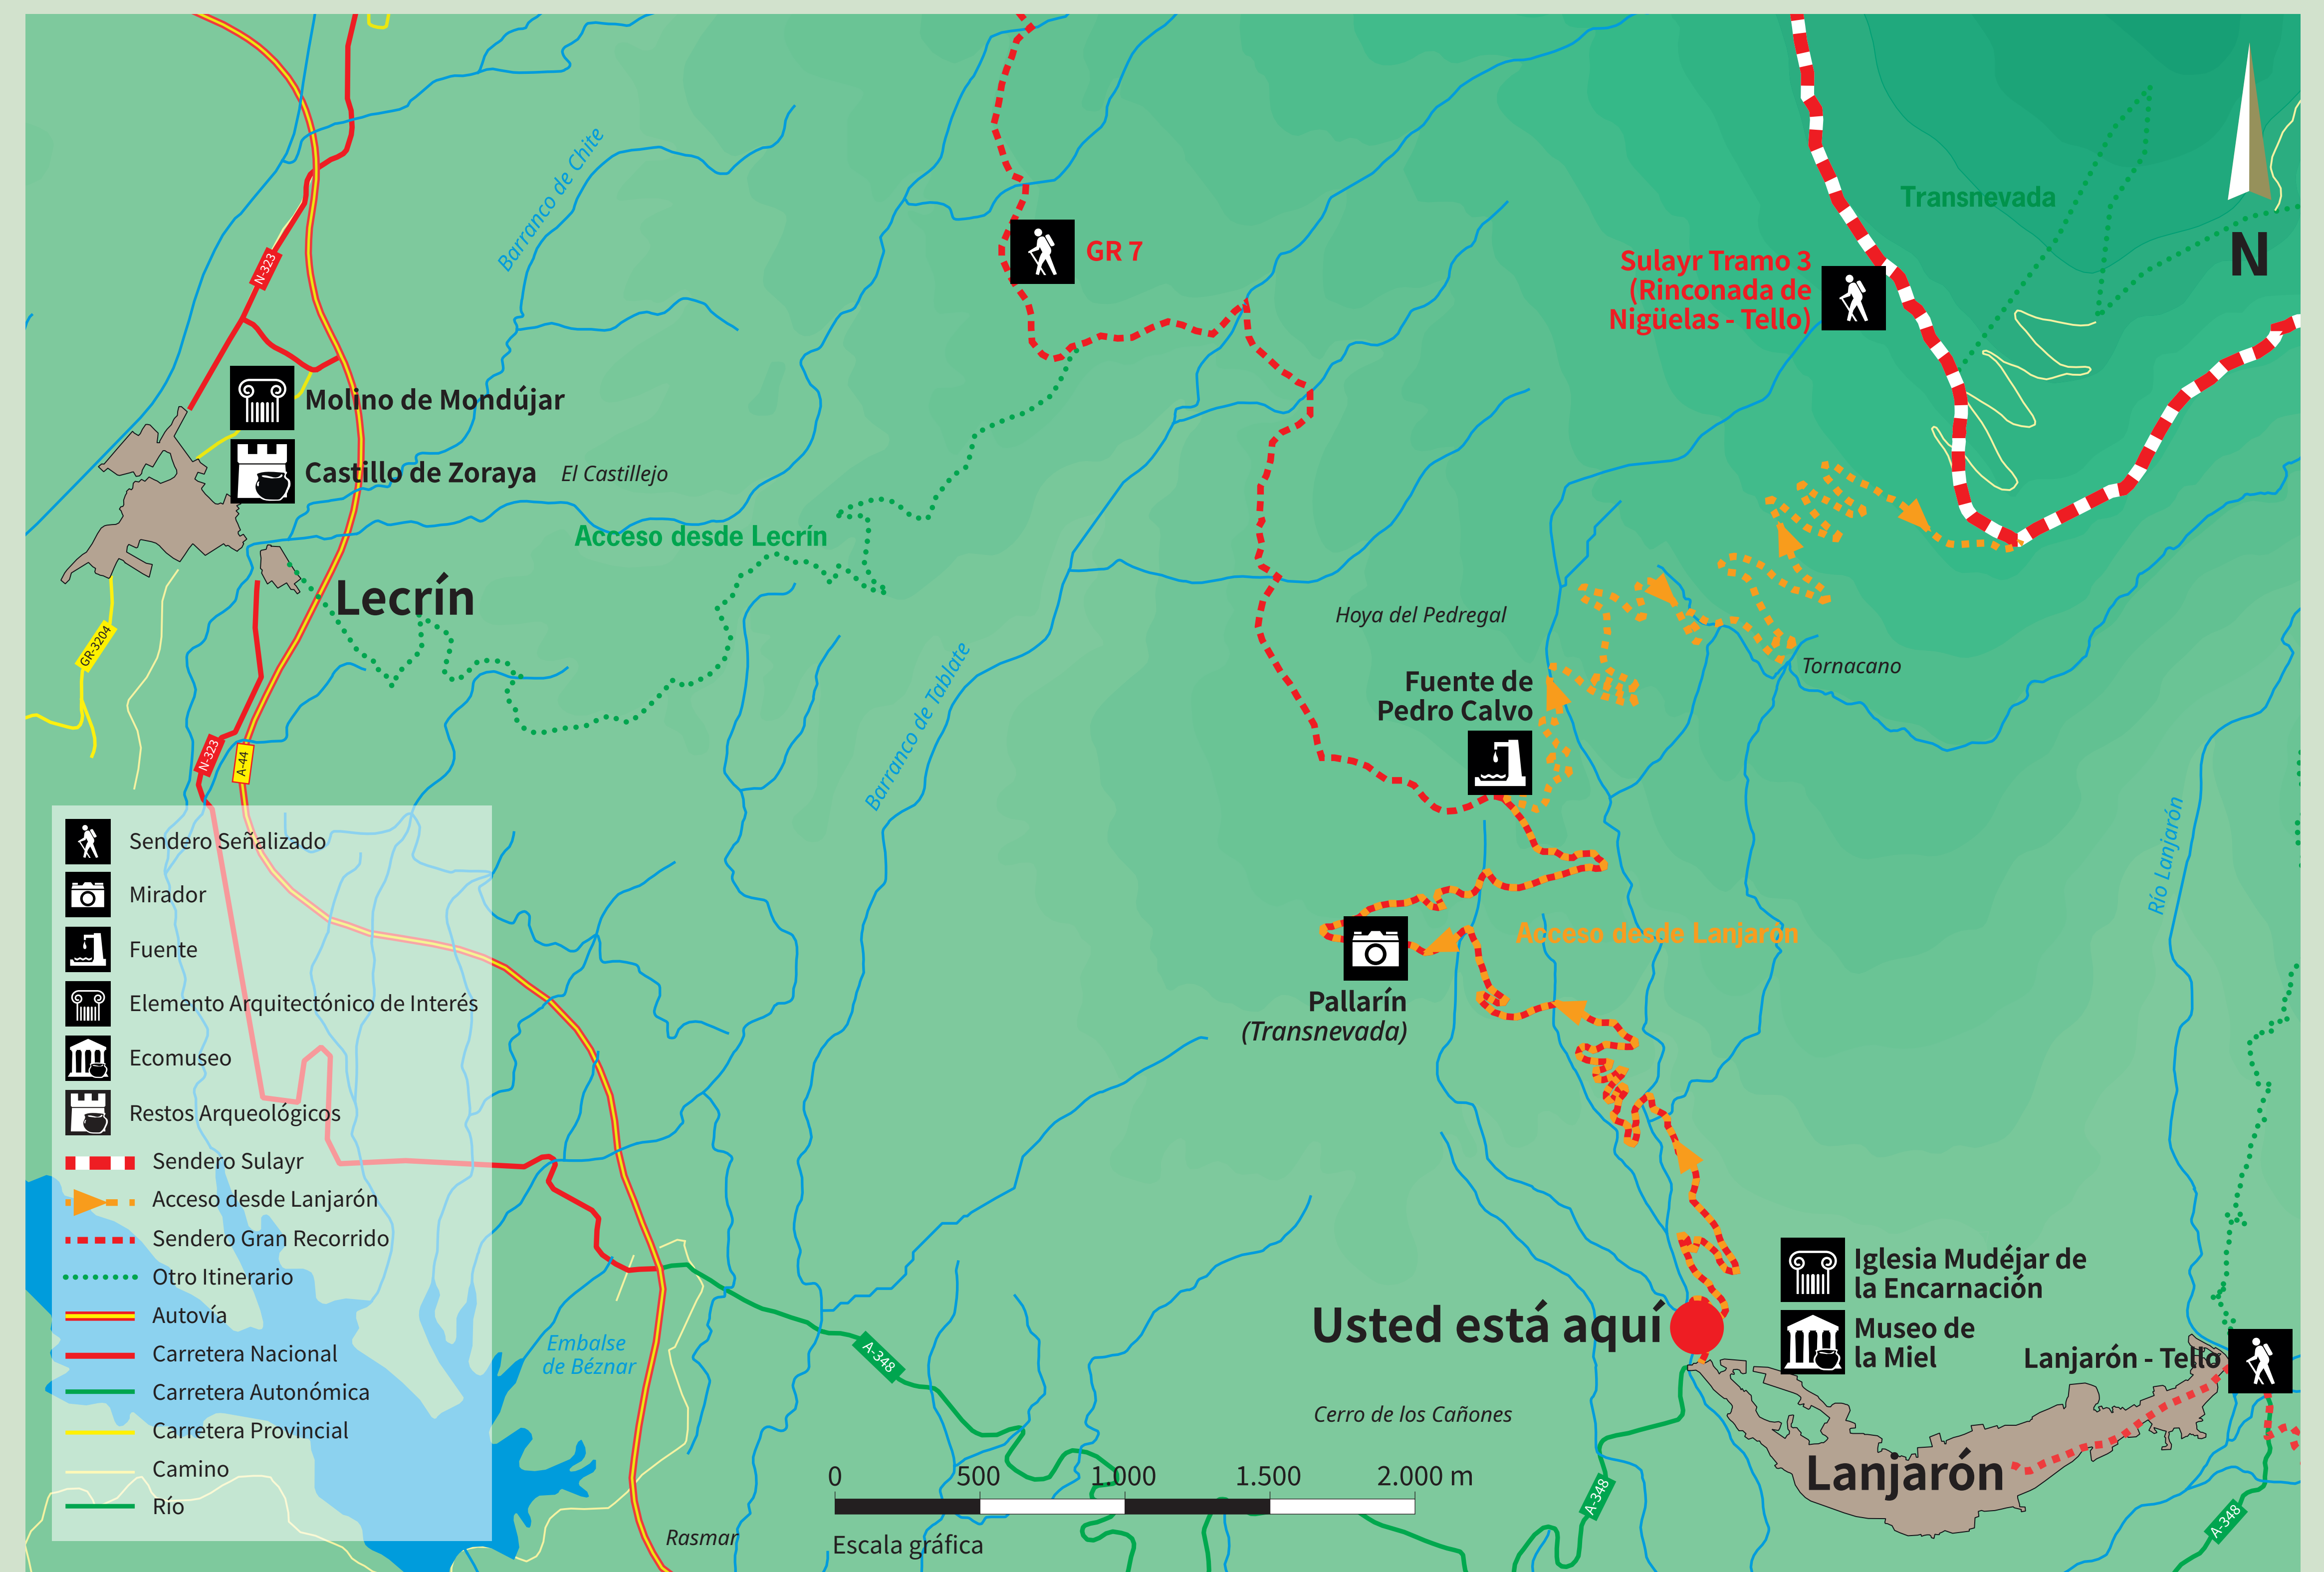 Barranco de Chite
Transnevada
N
N-323
GR 7
Sulayr Tramo 3
(Rinconada de
Nigüelas - Tello)
Molino de Mondújar
Castillo de Zoraya
El Castillejo
Acceso desde Lecrín
Lecrín
GR-3204
N-323
A-44
Barranco de Tablate
Hoya del Pedregal
Tornacano
Fuente de
Pedro Calvo
Río Lanjarón
Acceso desde Lanjarón
Pallarín
(Transnevada)
Sendero Señalizado
Mirador
Fuente
Elemento Arquitectónico de Interés
Ecomuseo
Restos Arqueológicos
Sendero Sulayr
Acceso desde Lanjarón
Sendero Gran Recorrido
Otro Itinerario
Autovía
Carretera Nacional
Carretera Autonómica
Carretera Provincial
Camino
Río
Embalse
de Béznar
A-348
Usted está aquí
Iglesia Mudéjar de
la Encarnación
Museo de
la Miel
Lanjarón - Tello
Cerro de los Cañones
Lanjarón
A-348
A-348
Rasmar
0 500 1.000 1.500 2.000 m
Escala gráfica